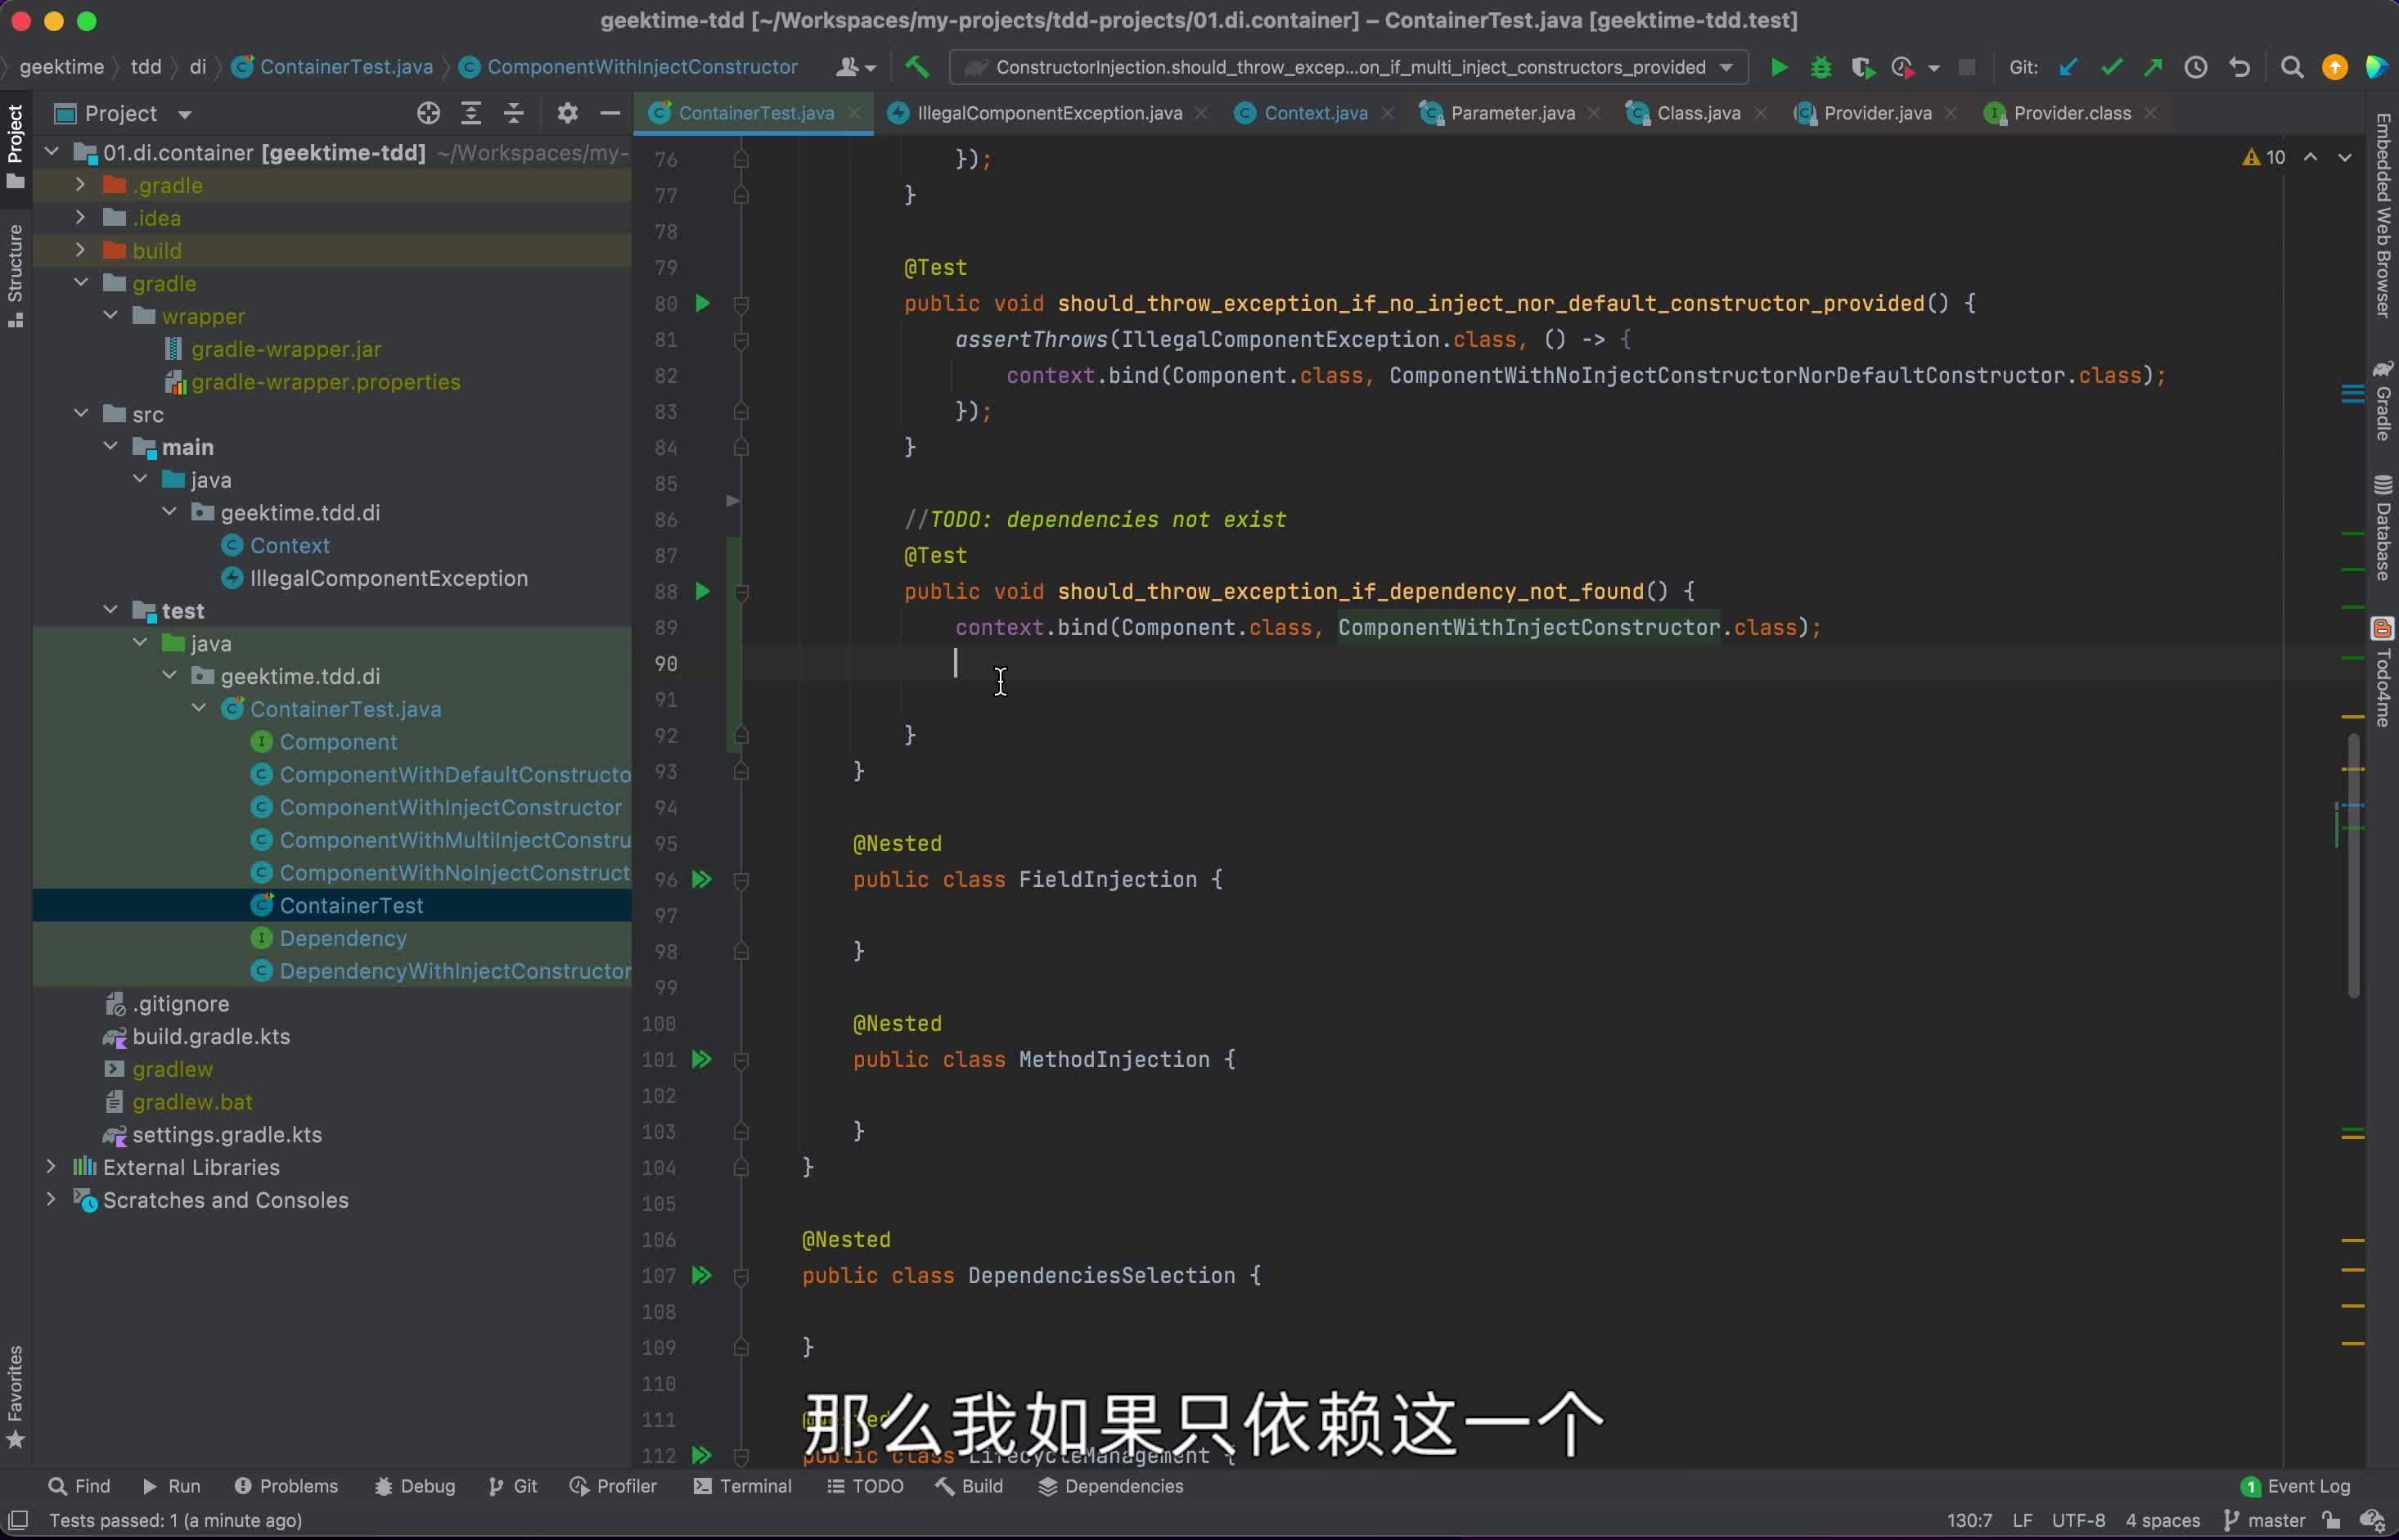 geektime-tdd [~/Workspaces/my-projects/tdd-projects/01.di.container] – ContainerTest.java [geektime-tdd.test]
geektime tdd di ContainerTest.java ComponentWithInjectConstructor ConstructorInjection.should_throw_excep...on_if_multi_inject_constructors_provided Git:
Project ContainerTest.java IllegalComponentException.java Context.java Parameter.java Class.java Provider.java Provider.class
Project
Structure
Favorites
01.di.container [geektime-tdd] ~/Workspaces/my-
.gradle
.idea
build
gradle
wrapper
gradle-wrapper.jar
gradle-wrapper.properties
src
main
java
geektime.tdd.di
Context
IllegalComponentException
test
java
geektime.tdd.di
ContainerTest.java
Component
ComponentWithDefaultConstructo
ComponentWithInjectConstructor
ComponentWithMultiInjectConstru
ComponentWithNoInjectConstruct
ContainerTest
Dependency
DependencyWithInjectConstructor
.gitignore
build.gradle.kts
gradlew
gradlew.bat
settings.gradle.kts
External Libraries
Scratches and Consoles
10
76 });
77 }
78
79 @Test
80 public void should_throw_exception_if_no_inject_nor_default_constructor_provided() {
81 assertThrows(IllegalComponentException.class, () -> {
82 context.bind(Component.class, ComponentWithNoInjectConstructorNorDefaultConstructor.class);
83 });
84 }
85
86 //TODO: dependencies not exist
87 @Test
88 public void should_throw_exception_if_dependency_not_found() {
89 context.bind(Component.class, ComponentWithInjectConstructor.class);
90
91
92 }
93 }
94
95 @Nested
96 public class FieldInjection {
97
98 }
99
100 @Nested
101 public class MethodInjection {
102
103 }
104 }
105
106 @Nested
107 public class DependenciesSelection {
108
109 }
110
111 @Nested
112 public class LifecycleManagement {
那么我如果只依赖这一个
Embedded Web Browser
Gradle
Database
Todo4me
Find Run Problems Debug Git Profiler Terminal TODO Build Dependencies 1 Event Log
Tests passed: 1 (a minute ago) 130:7 LF UTF-8 4 spaces master